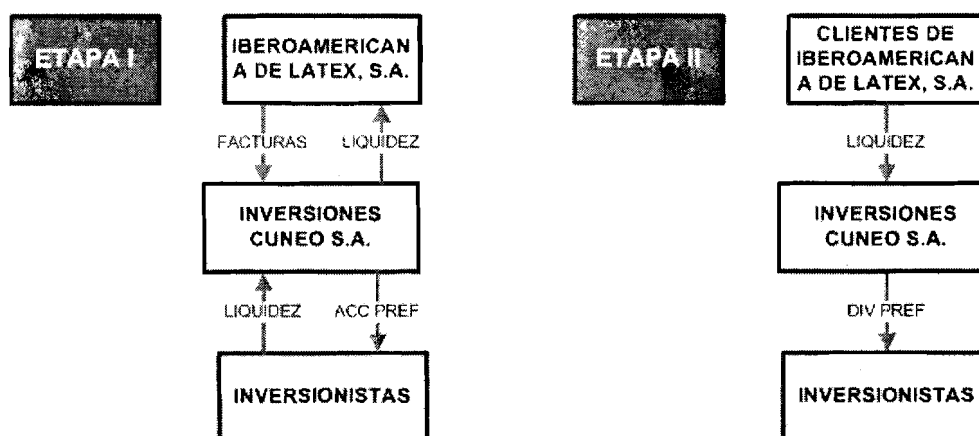 ETAPA I
IBEROAMERICAN
A DE LATEX, S.A.
FACTURAS
LIQUIDEZ
INVERSIONES
CUNEO S.A.
LIQUIDEZ
ACC PREF
INVERSIONISTAS
ETAPA II
CLIENTES DE
IBEROAMERICAN
A DE LATEX, S.A.
LIQUIDEZ
INVERSIONES
CUNEO S.A.
DIV PREF
INVERSIONISTAS